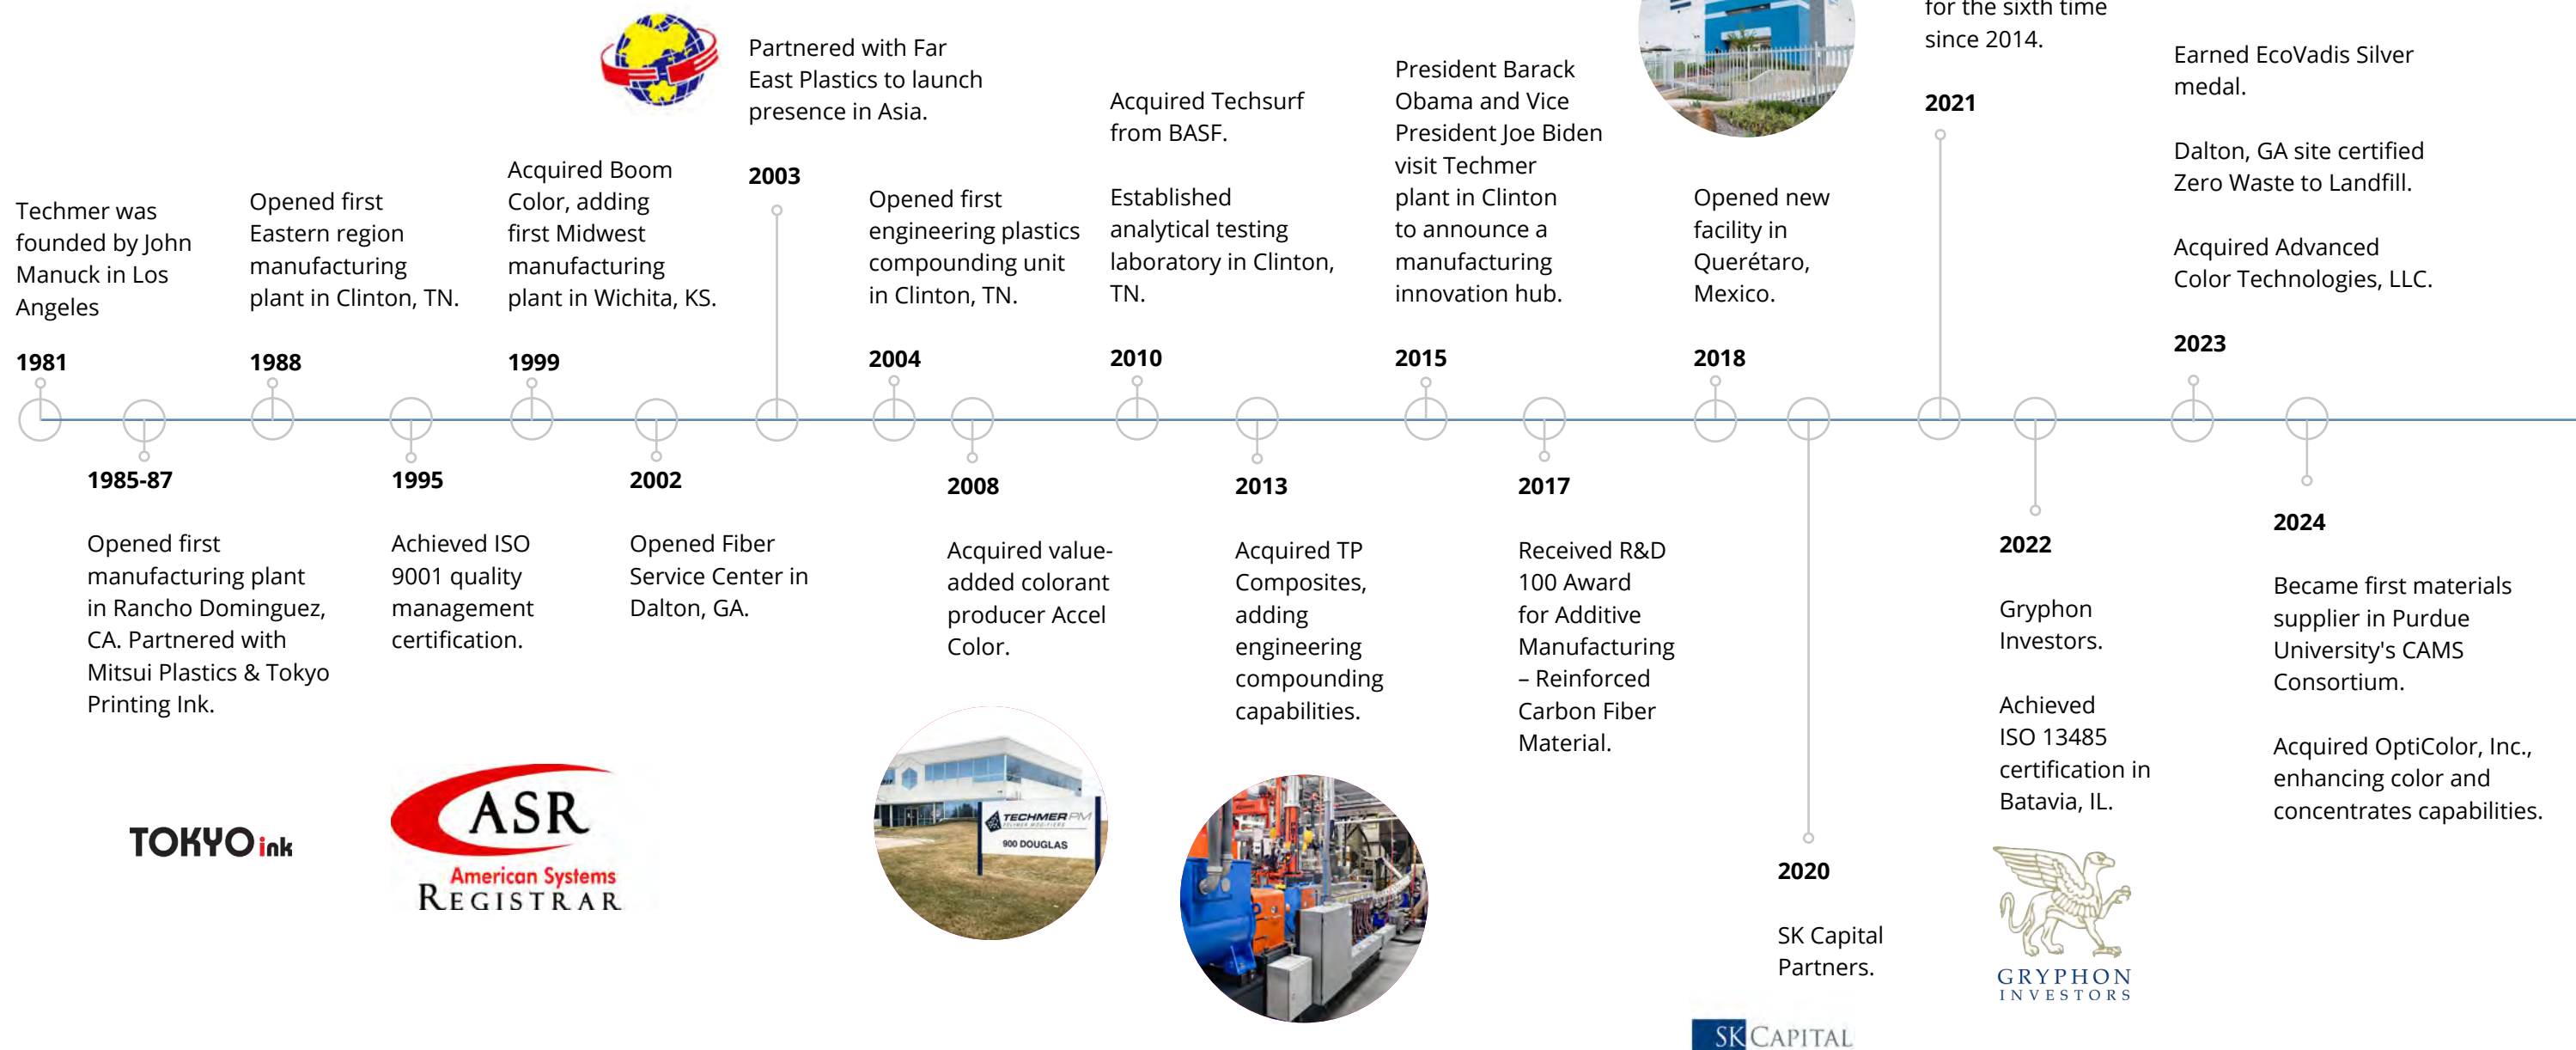 Techmer was
founded by John
Manuck in Los
Angeles
1981
1985-87
Opened first
manufacturing plant
in Rancho Dominguez,
CA. Partnered with
Mitsui Plastics & Tokyo
Printing Ink.
TOKYO ink
Opened first
Eastern region
manufacturing
plant in Clinton, TN.
1988
1995
Achieved ISO
9001 quality
management
certification.
ASR
American Systems
REGISTRAR
Acquired Boom
Color, adding
first Midwest
manufacturing
plant in Wichita, KS.
1999
2002
Opened Fiber
Service Center in
Dalton, GA.
Partnered with Far
East Plastics to launch
presence in Asia.
2003
Opened first
engineering plastics
compounding unit
in Clinton, TN.
2004
2008
Acquired value-
added colorant
producer Accel
Color.
TECHMER PM
POLYMER MODIFIERS
900 DOUGLAS
Acquired Techsurf
from BASF.
Established
analytical testing
laboratory in Clinton,
TN.
2010
2013
Acquired TP
Composites,
adding
engineering
compounding
capabilities.
President Barack
Obama and Vice
President Joe Biden
visit Techmer
plant in Clinton
to announce a
manufacturing
innovation hub.
2015
2017
Received R&D
100 Award
for Additive
Manufacturing
– Reinforced
Carbon Fiber
Material.
Opened new
facility in
Querétaro,
Mexico.
2018
2020
SK Capital
Partners.
SK CAPITAL
for the sixth time
since 2014.
2021
2022
Gryphon
Investors.
Achieved
ISO 13485
certification in
Batavia, IL.
GRYPHON
INVESTORS
Earned EcoVadis Silver
medal.
Dalton, GA site certified
Zero Waste to Landfill.
Acquired Advanced
Color Technologies, LLC.
2023
2024
Became first materials
supplier in Purdue
University's CAMS
Consortium.
Acquired OptiColor, Inc.,
enhancing color and
concentrates capabilities.